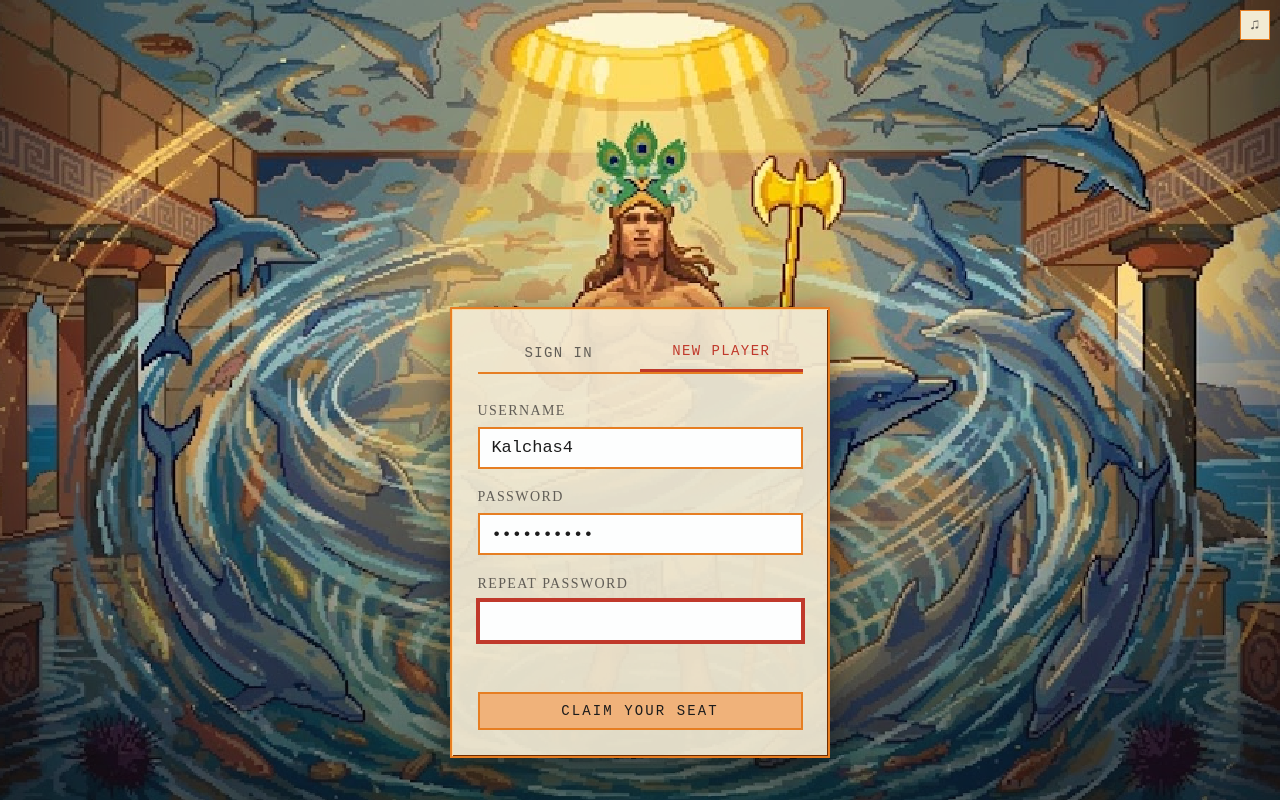 ♫
SIGN IN
NEW PLAYER
USERNAME
Kalchas4
PASSWORD
••••••••••
REPEAT PASSWORD
CLAIM YOUR SEAT